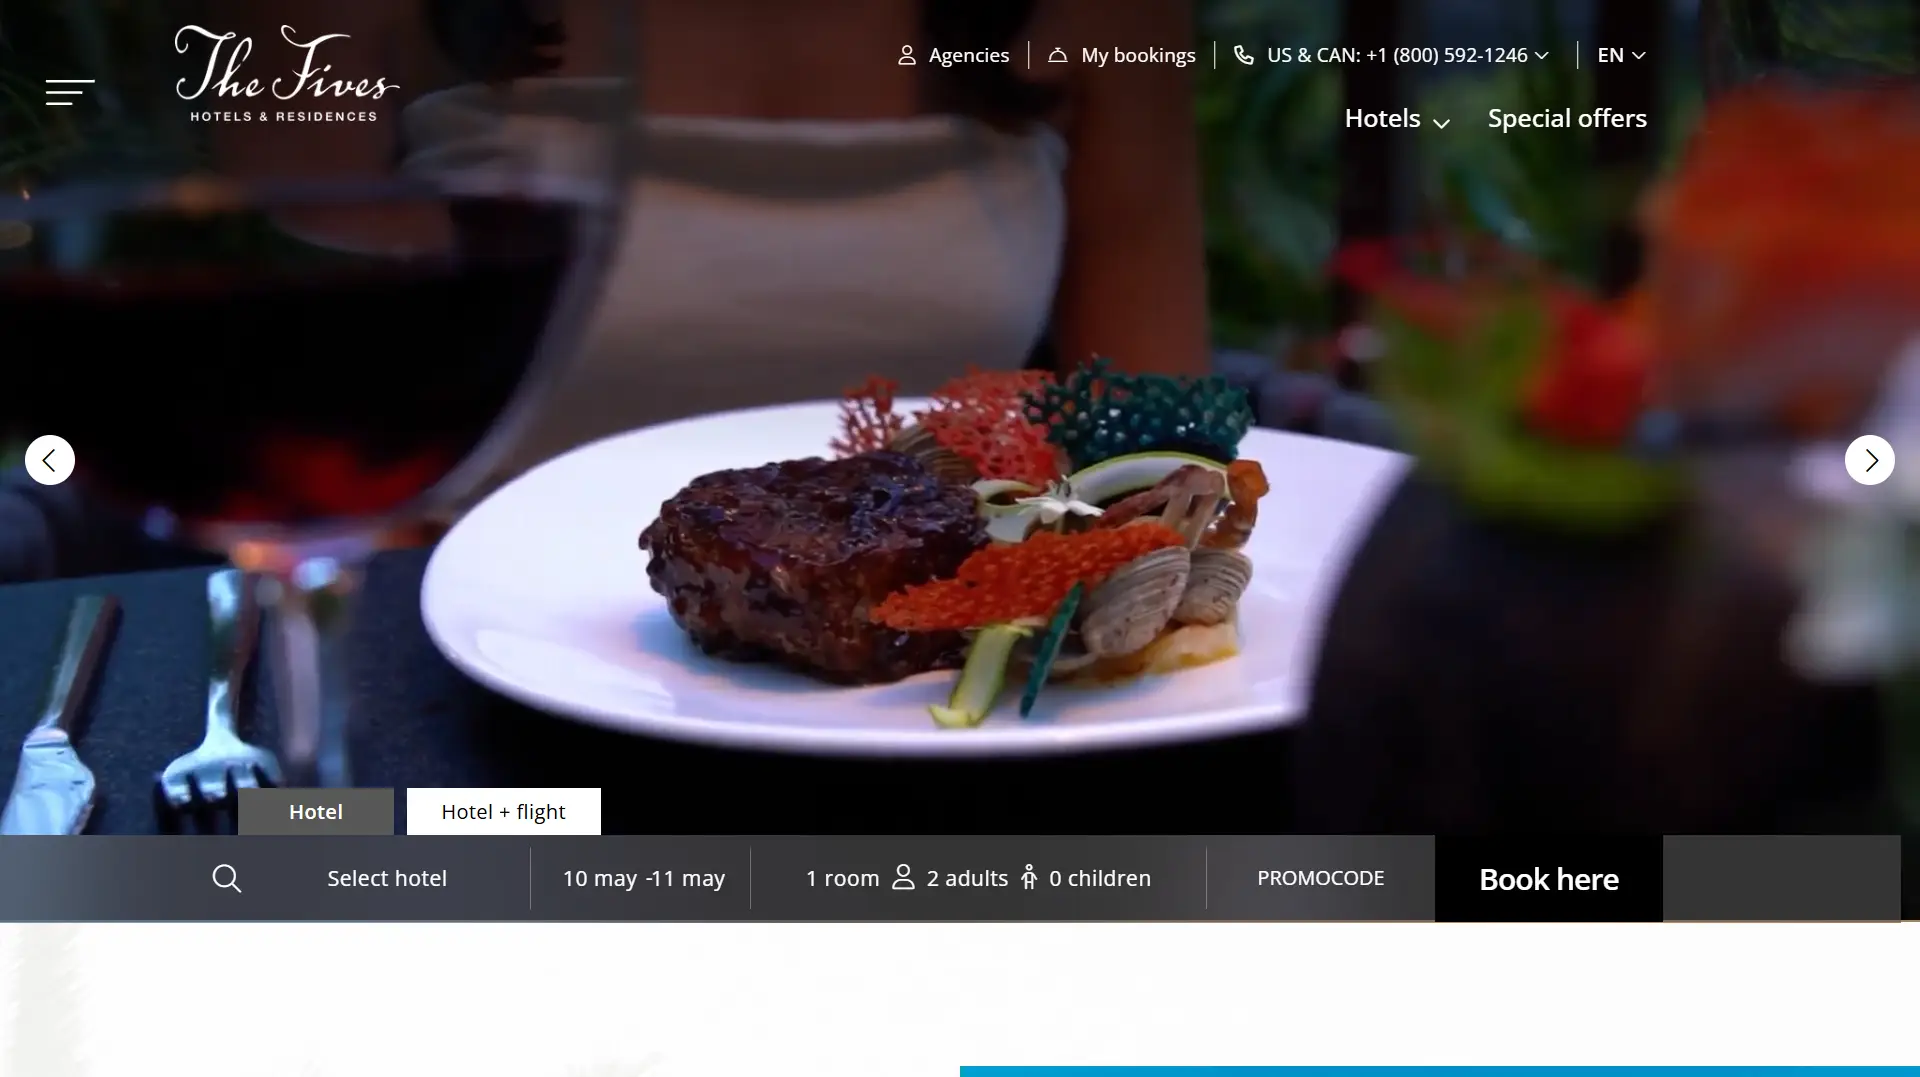 The Fives
HOTELS & RESIDENCES
Agencies
My bookings
US & CAN: +1 (800) 592-1246
EN
Hotels
Special offers
Hotel
Hotel + flight
Select hotel
10 may -11 may
1 room 2 adults 0 children
PROMOCODE
Book here